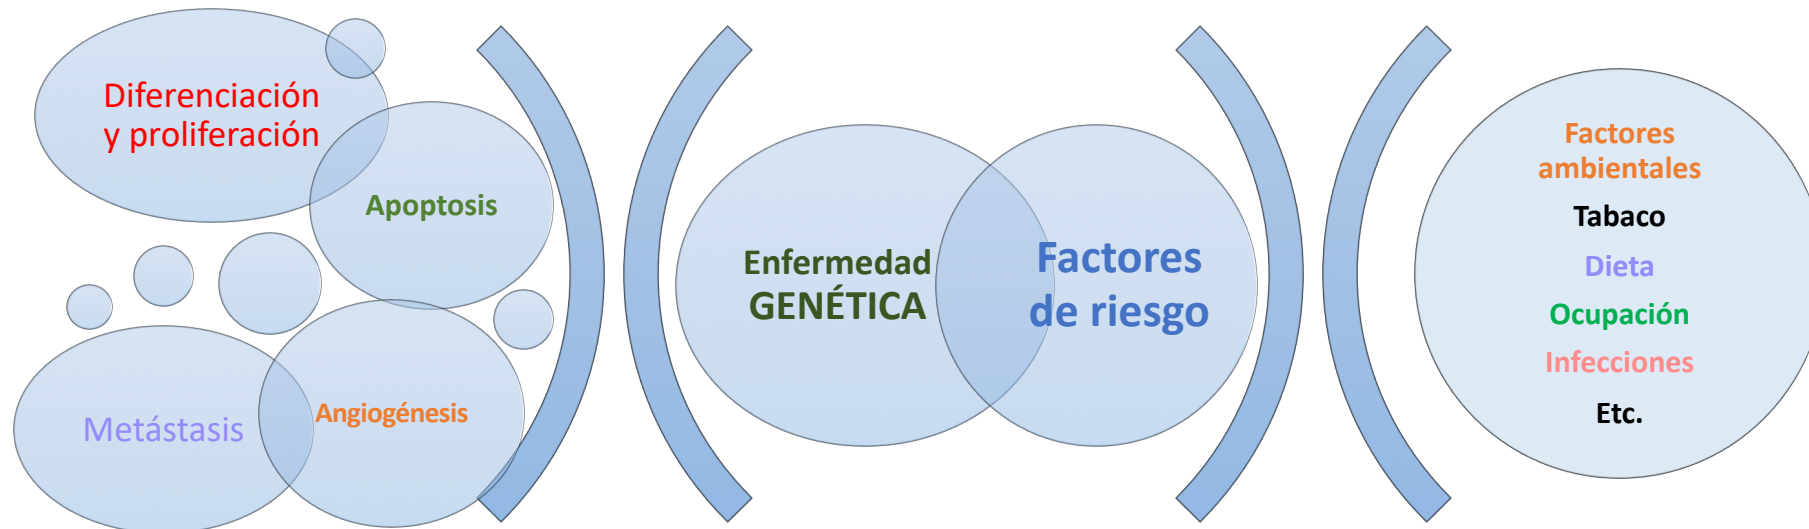 Diferenciación
y proliferación
Apoptosis
Metástasis
Angiogénesis
Enfermedad
GENÉTICA
Factores
de riesgo
Factores
ambientales
Tabaco
Dieta
Ocupación
Infecciones
Etc.